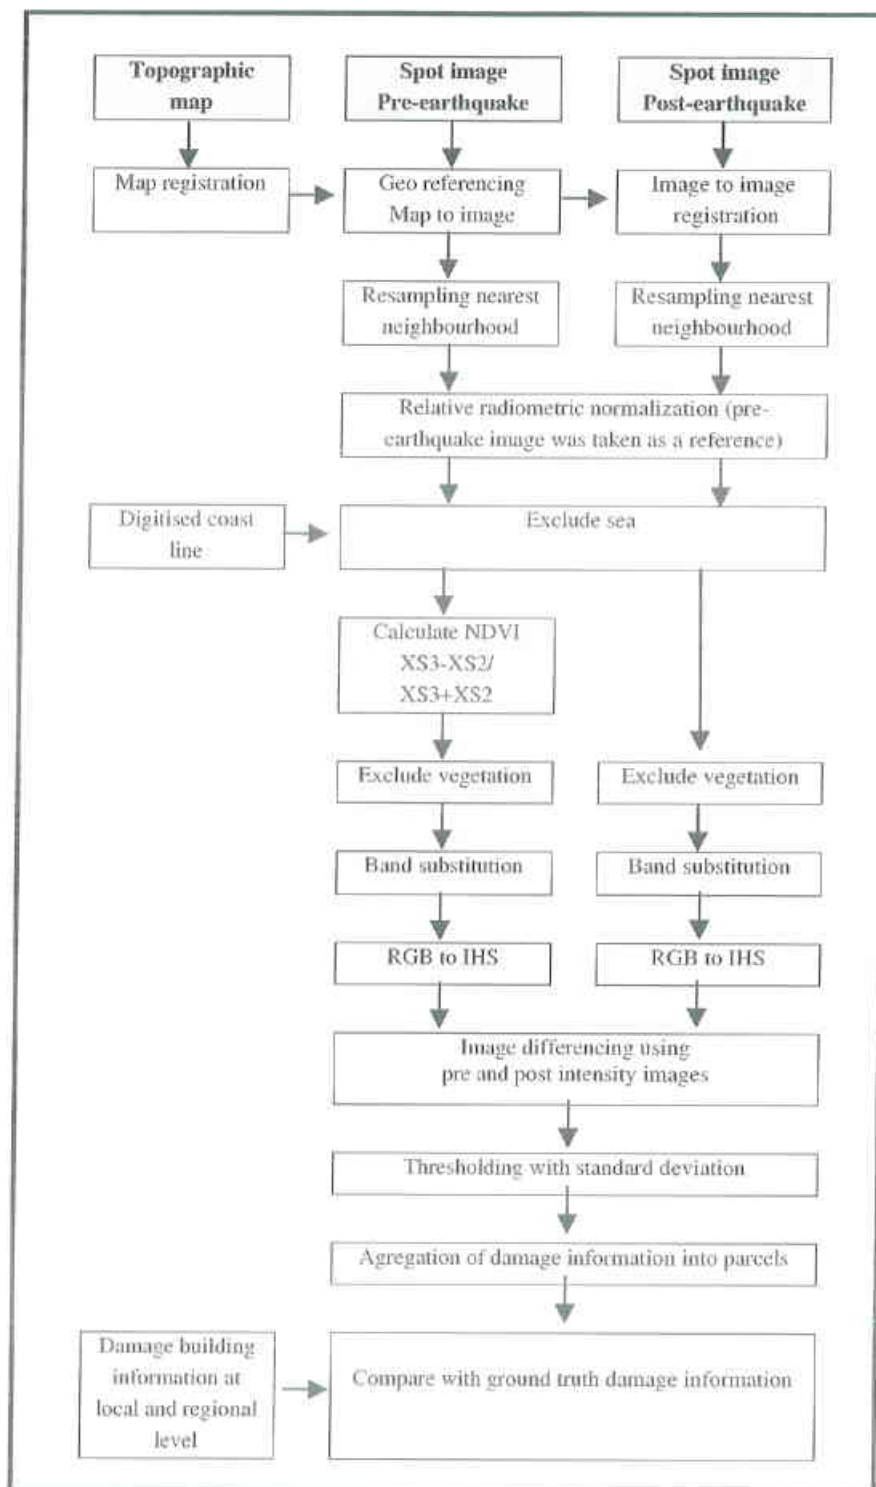 Topographic
map
Spot image
Pre-earthquake
Spot image
Post-earthquake
Map registration
Geo referencing
Map to image
Image to image
registration
Resampling nearest
neighbourhood
Resampling nearest
neighbourhood
Relative radiometric normalization (pre-
earthquake image was taken as a reference)
Digitised coast
line
Exclude sea
Calculate NDVI
XS3-XS2/
XS3+XS2
Exclude vegetation
Exclude vegetation
Band substitution
Band substitution
RGB to IHS
RGB to IHS
Image differencing using
pre and post intensity images
Thresholding with standard deviation
Agregation of damage information into parcels
Damage building
information at
local and regional
level
Compare with ground truth damage information